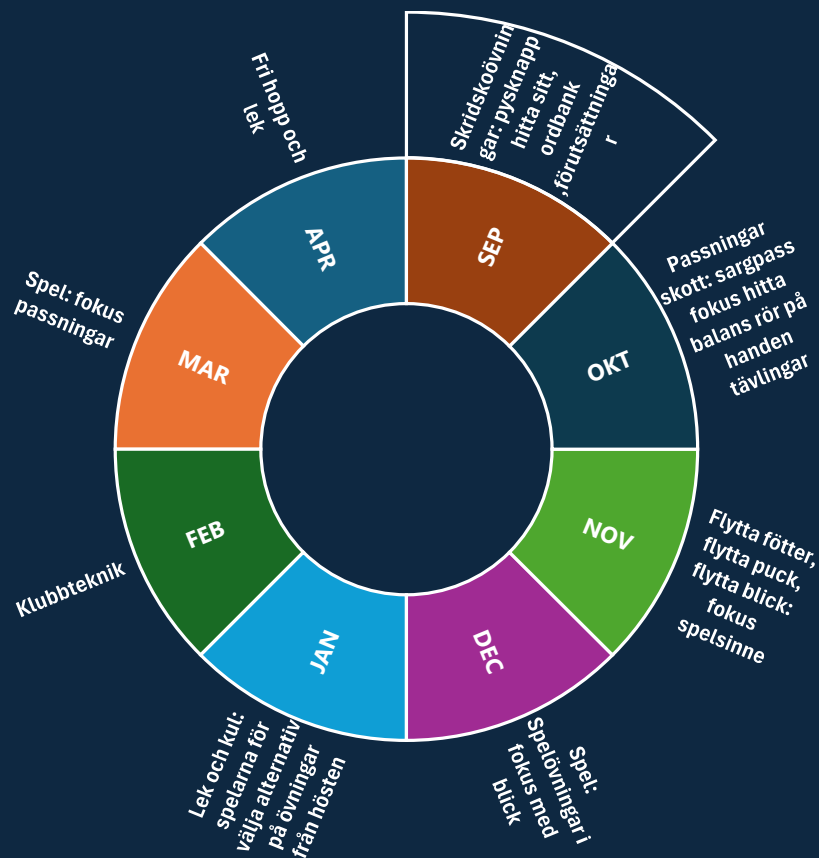 Skridskoövnin
gar: pysknapp
hitta sitt,
ordbank
,förutsättninga
r
SEP
Passningar
skott: sargpass
fokus hitta
balans rör på
handen
tävlingar
OKT
Flytta fötter,
flytta puck,
flytta blick:
fokus
spelsinne
NOV
Spel:
Spelövningar i
fokus med
blick
DEC
Lek och kul:
spelarna för
välja alternativ
på övningar
från hösten
JAN
Klubbteknik
FEB
Spel: fokus
passningar
MAR
Fri hopp och
lek
APR